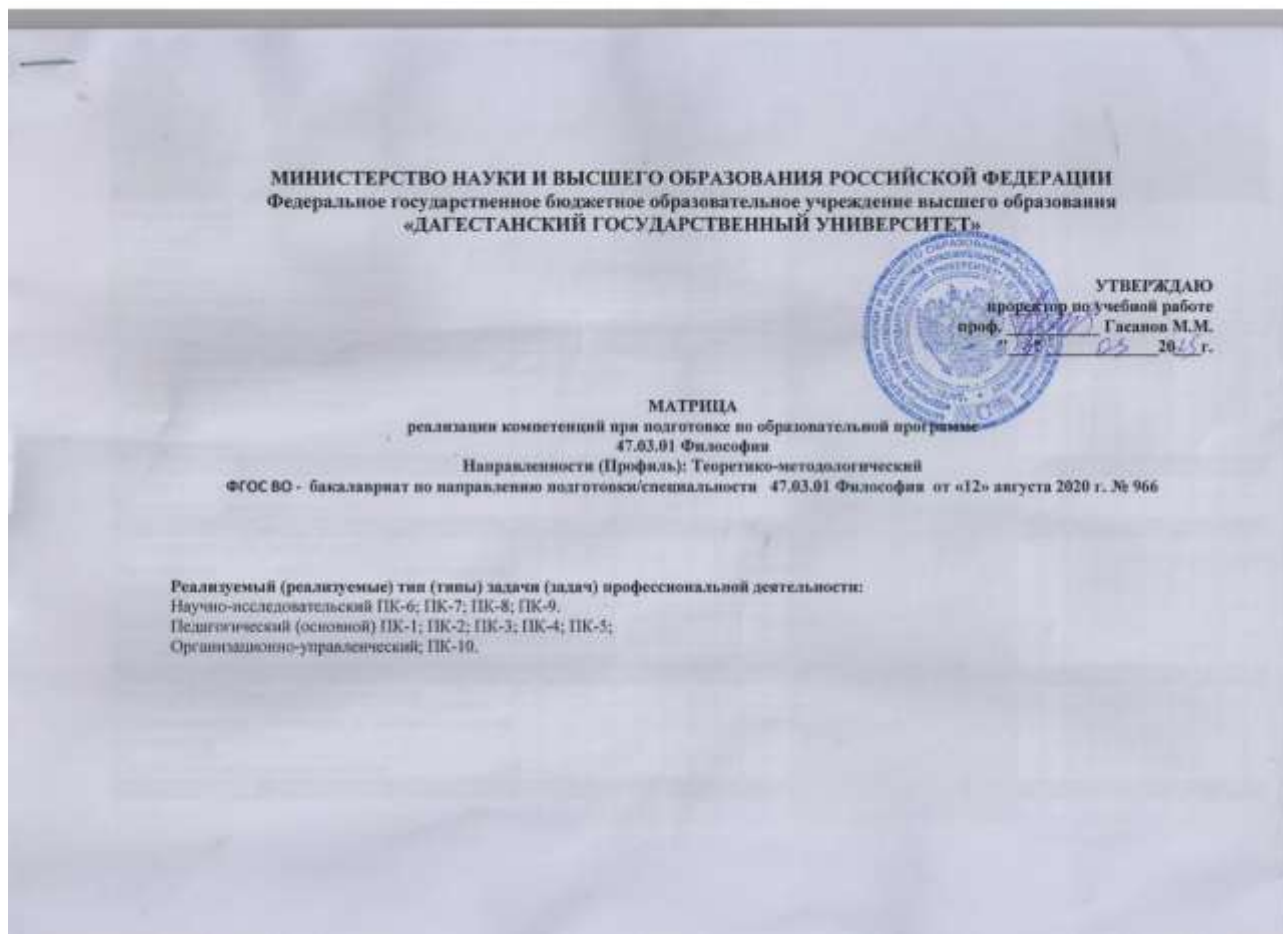 МИНИСТЕРСТВО НАУКИ И ВЫСШЕГО ОБРАЗОВАНИЯ РОССИЙСКОЙ ФЕДЕРАЦИИ
Федеральное государственное бюджетное образовательное учреждение высшего образования
«ДАГЕСТАНСКИЙ ГОСУДАРСТВЕННЫЙ УНИВЕРСИТЕТ»
УТВЕРЖДАЮ
проректор по учебной работе
проф. Гасанов М.М.
03 2025 г.
МАТРИЦА
реализации компетенций при подготовке по образовательной программе
47.03.01 Философия
Направленности (Профиль): Теоретико-методологический
ФГОС ВО - бакалавриат по направлению подготовки/специальности 47.03.01 Философия от «12» августа 2020 г. № 966
Реализуемый (реализуемые) тип (типы) задачи (задач) профессиональной деятельности:
Научно-исследовательский ПК-6; ПК-7; ПК-8; ПК-9.
Педагогический (основной) ПК-1; ПК-2; ПК-3; ПК-4; ПК-5;
Организационно-управленческий; ПК-10.